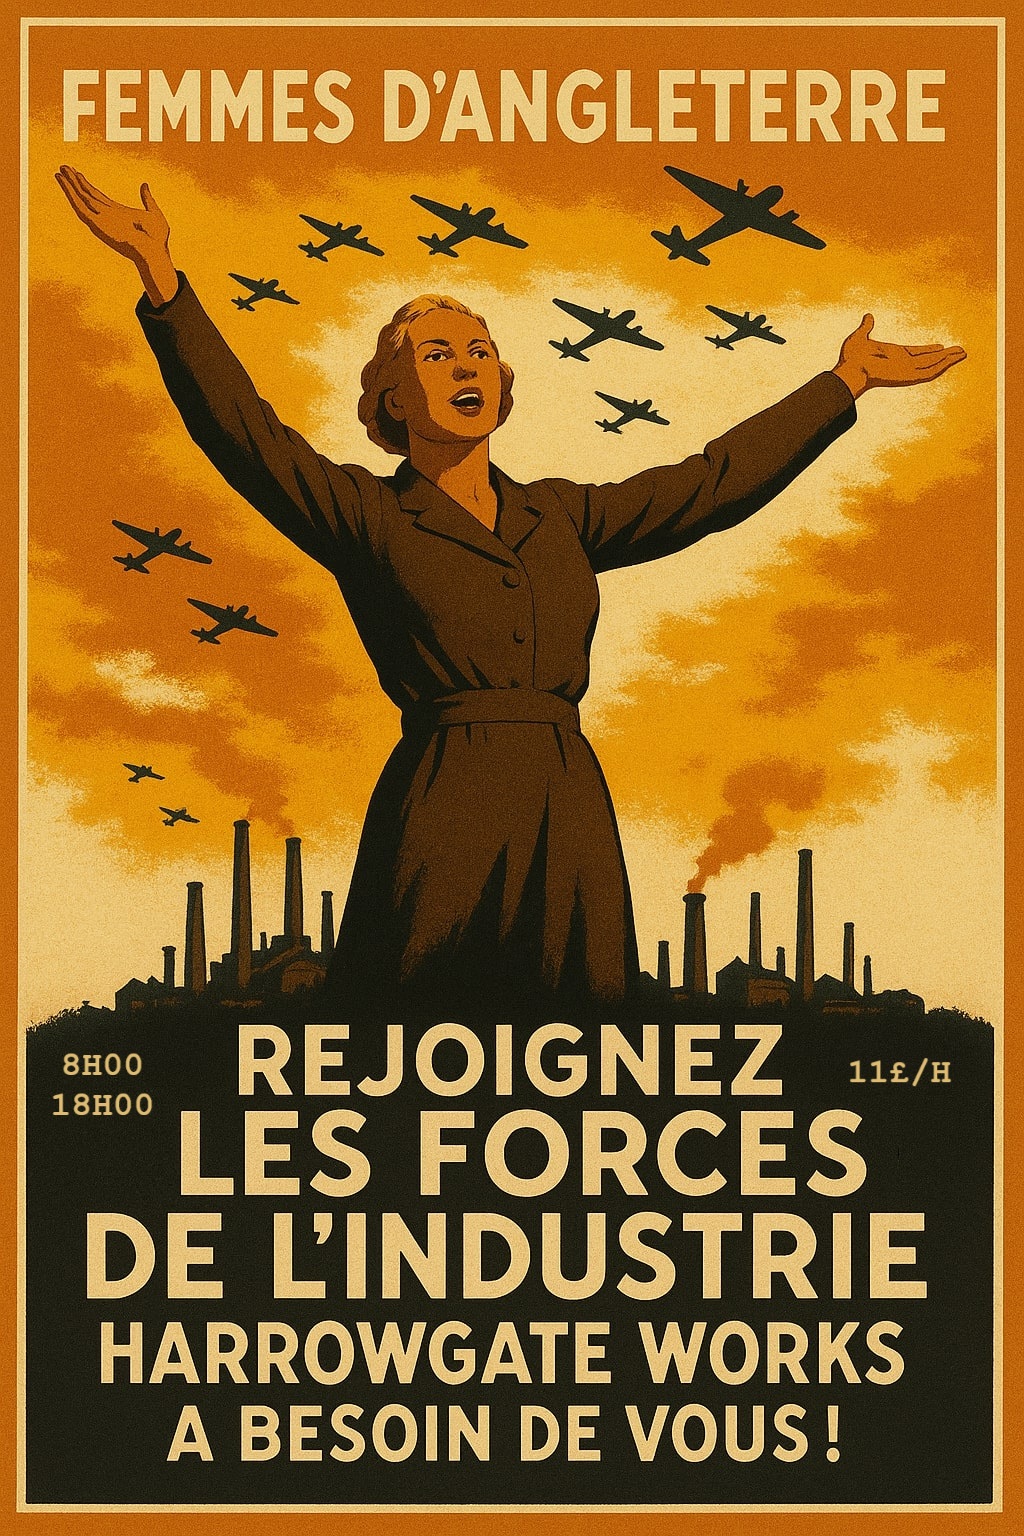 FEMMES D'ANGLETERRE
8H00
18H00
11£/H
REJOIGNEZ
LES FORCES
DE L'INDUSTRIE
HARROWGATE WORKS
A BESOIN DE VOUS !